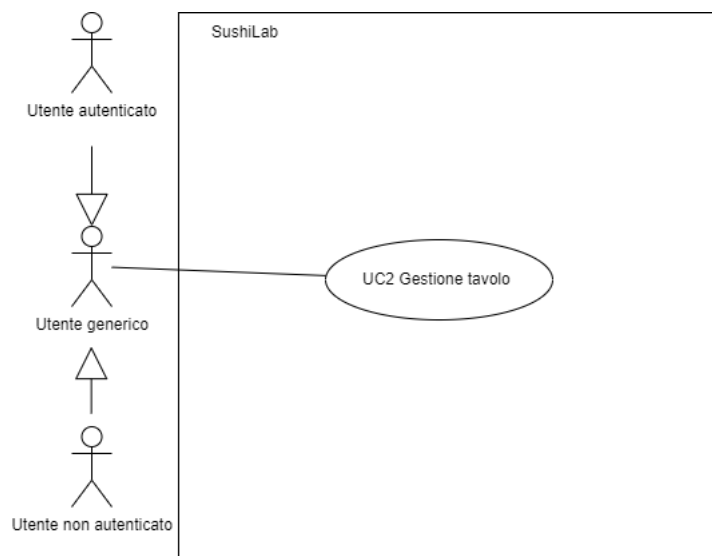 SushiLab
Utente autenticato
UC2 Gestione tavolo
Utente generico
Utente non autenticato